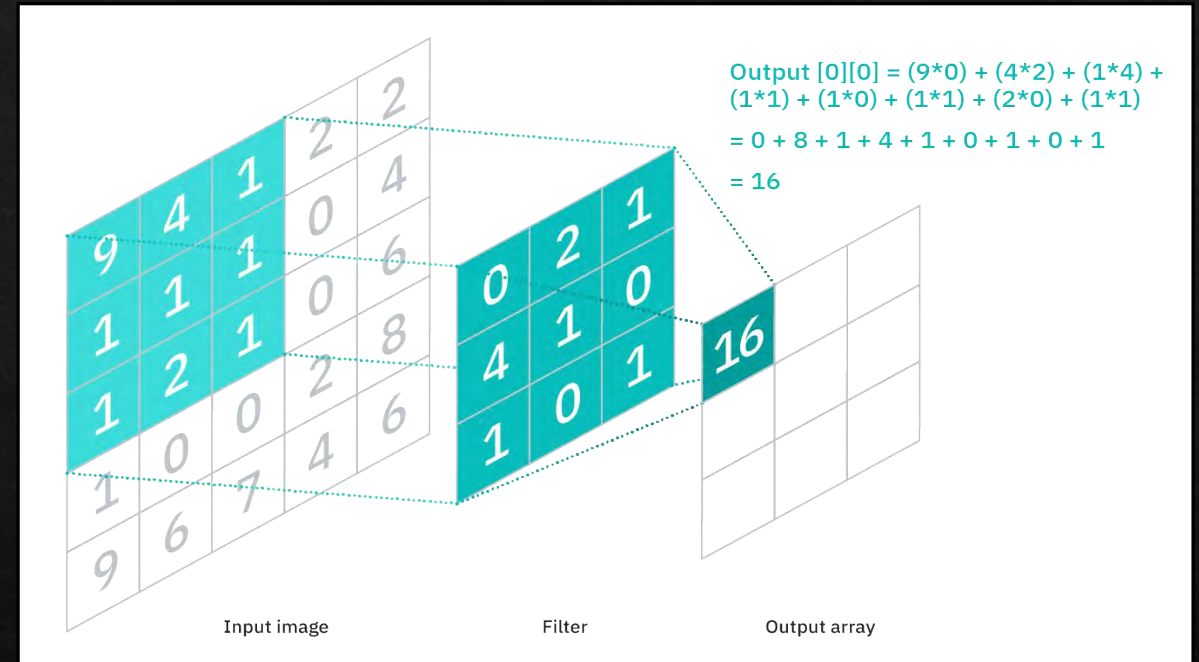 Output [0][0] = (9*0) + (4*2) + (1*4) +
(1*1) + (1*0) + (1*1) + (2*0) + (1*1)
= 0 + 8 + 1 + 4 + 1 + 0 + 1 + 0 + 1
= 16
9 4 1 2 2
1 1 1 0 4
1 2 1 0 6
1 0 0 2 8
9 6 7 4 6
0 2 1
4 1 0
1 0 1
16
Input image
Filter
Output array